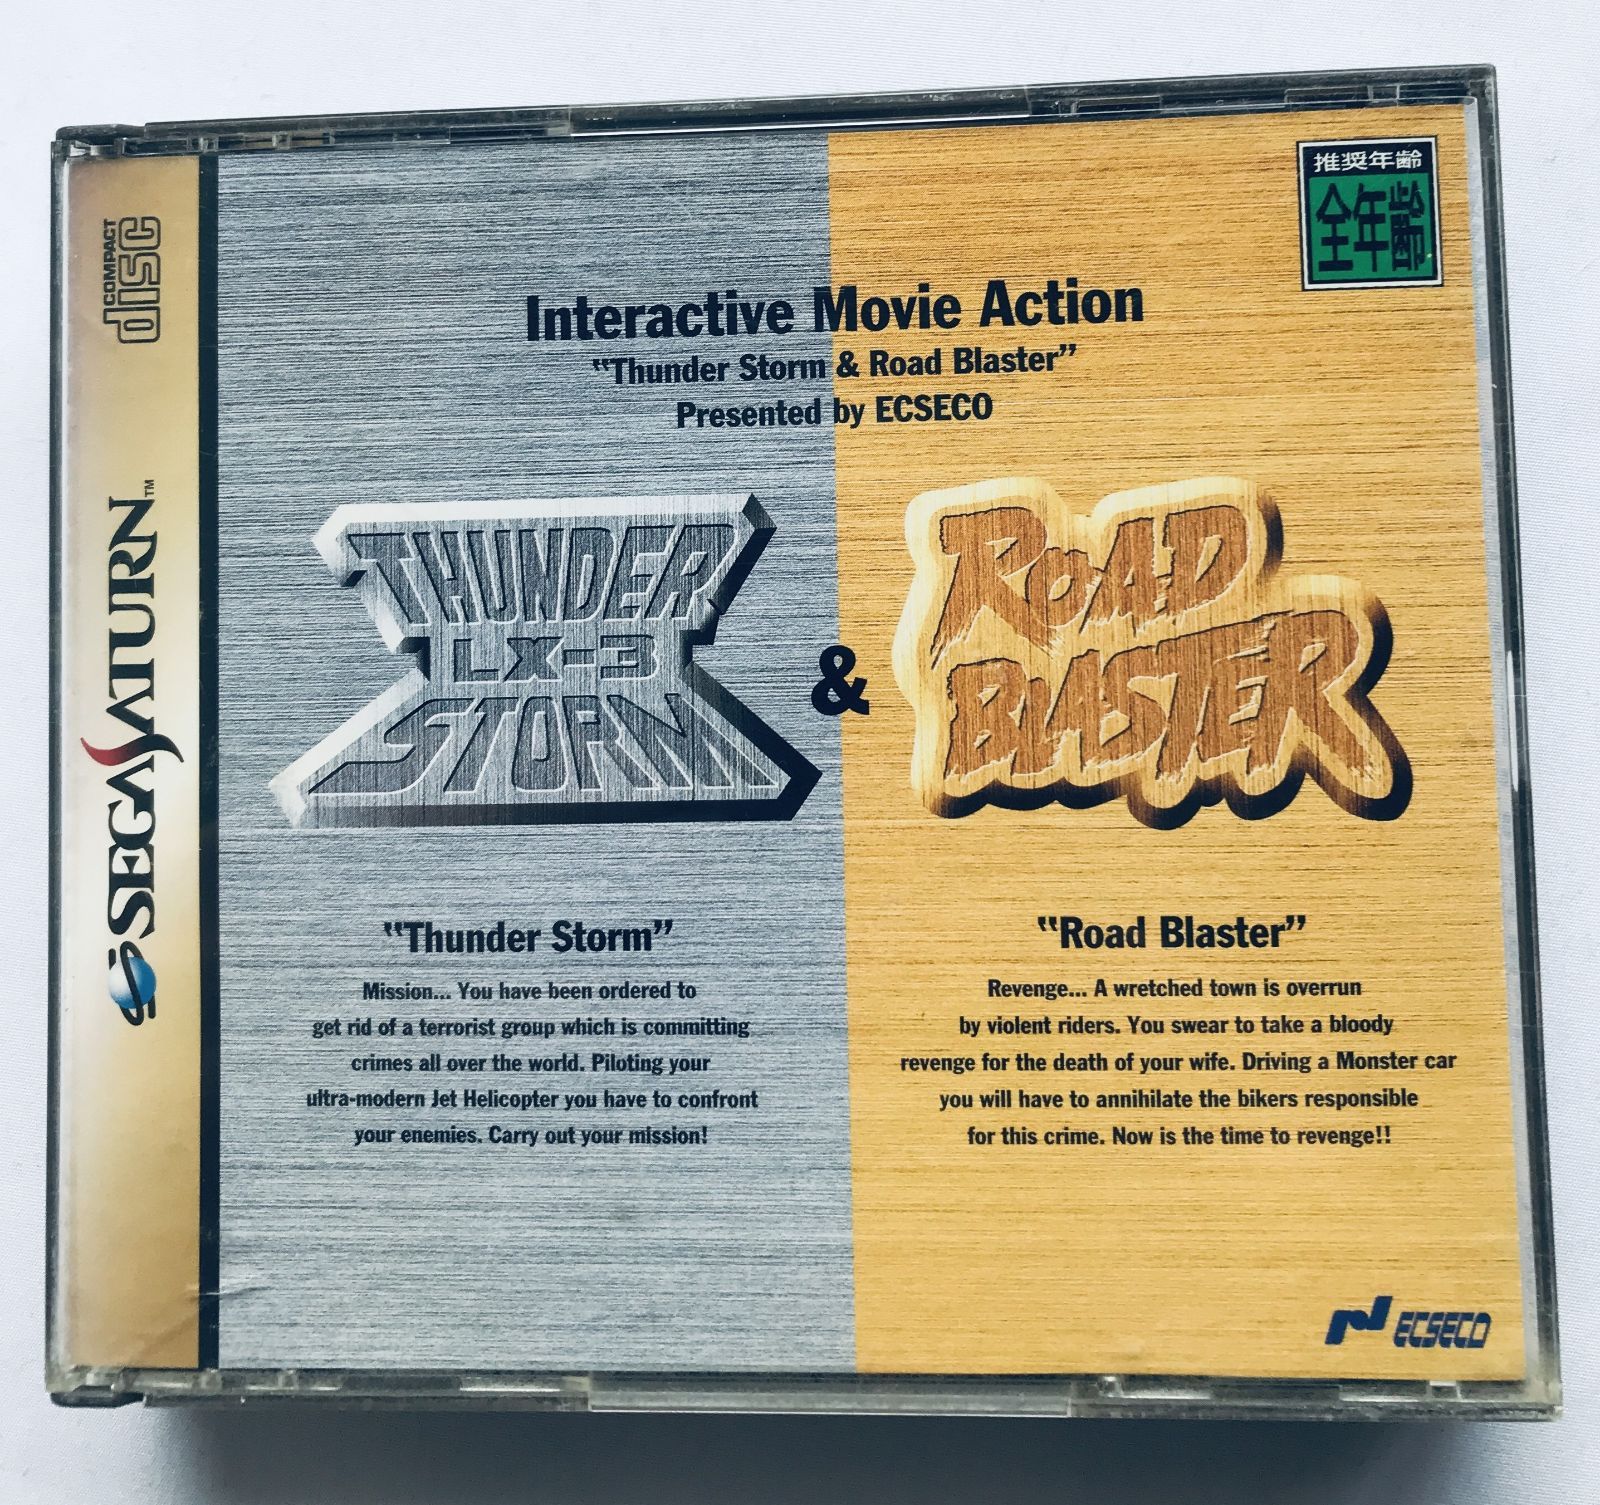 COMPACT
disc
SEGA SATURN™
推奨年齢
全年齢
Interactive Movie Action
"Thunder Storm & Road Blaster"
Presented by ECSECO
THUNDER
LX-3
STORM
&
ROAD
BLASTER
"Thunder Storm"
Mission... You have been ordered to
get rid of a terrorist group which is committing
crimes all over the world. Piloting your
ultra-modern Jet Helicopter you have to confront
your enemies. Carry out your mission!
"Road Blaster"
Revenge... A wretched town is overrun
by violent riders. You swear to take a bloody
revenge for the death of your wife. Driving a Monster car
you will have to annihilate the bikers responsible
for this crime. Now is the time to revenge!!
ECSECO